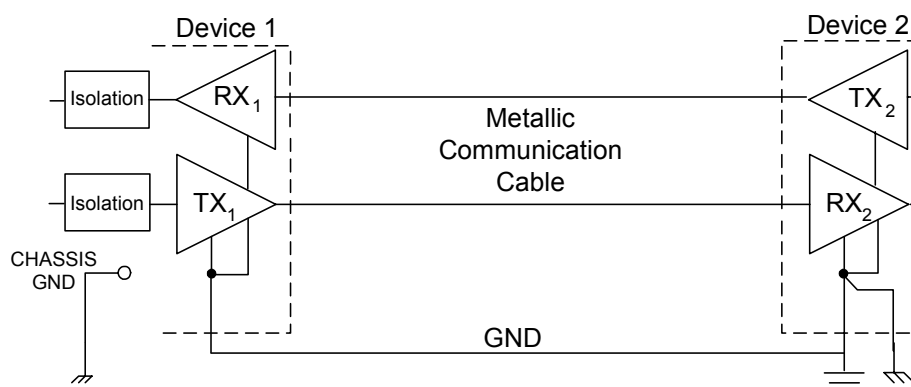 Device 1
Device 2
Isolation
RX1
TX2
Metallic
Communication
Cable
Isolation
TX1
RX2
CHASSIS
GND
GND